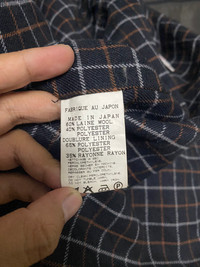 FABRIQUE AU JAPON
MADE IN JAPAN
60% LAINE WOOL
40% POLYESTER
POLYESTER
DOUBLURE LINING
65% POLYESTER
POLYESTER
35% RAYONNE RAYON